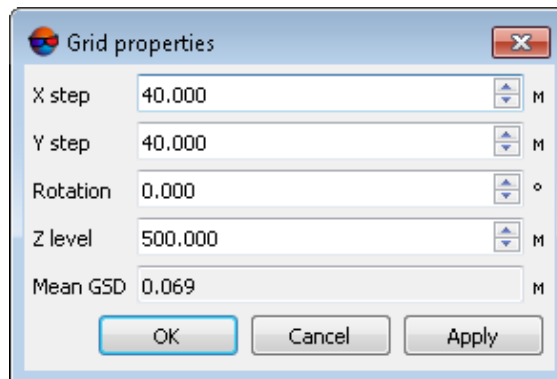 Grid properties
X step 40.000 м
Y step 40.000 м
Rotation 0.000 °
Z level 500.000 м
Mean GSD 0.069 м
OK Cancel Apply